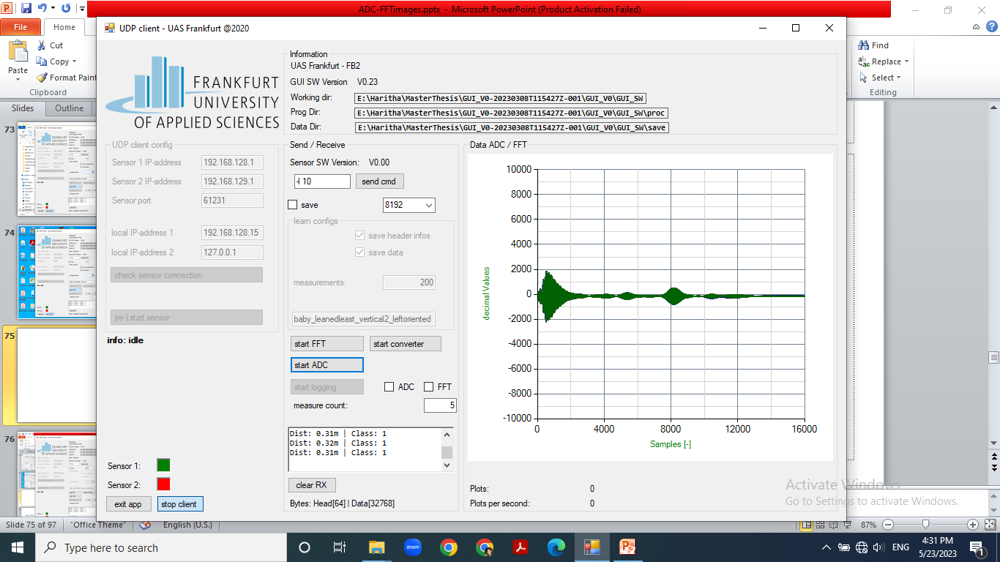 ADC-FFTimages.pptx - Microsoft PowerPoint (Product Activation Failed)
File
Home
Cut
Copy
Format Paint
Paste
Clipboard
Find
Replace
Select
Editing
Slides
Outline
73
74
75
76
UDP client - UAS Frankfurt @2020
FRANKFURT
UNIVERSITY
OF APPLIED SCIENCES
Information
UAS Frankfurt - FB2
GUI SW Version V0.23
Working dir: E:\Haritha\MasterThesis\GUI_V0-20230308T115427Z-001\GUI_V0\GUI_SW
Prog Dir: E:\Haritha\MasterThesis\GUI_V0-20230308T115427Z-001\GUI_V0\GUI_SW\proc
Data Dir: E:\Haritha\MasterThesis\GUI_V0-20230308T115427Z-001\GUI_V0\GUI_SW\save
UDP client config
Sensor 1 IP-address 192.168.128.1
Sensor 2 IP-address 192.168.129.1
Sensor port 61231
local IP-address 1 192.168.128.15
local IP-address 2 127.0.0.1
check sensor connection
(re-) start sensor
info: idle
Sensor 1:
Sensor 2:
exit app
stop client
Send / Receive
Sensor SW Version: V0.00
-i 10
send cmd
save
8192
learn configs
save header infos
save data
measurements: 200
baby_leanedleast_vertical2_leftoriented
start FFT
start converter
start ADC
start logging
ADC
FFT
measure count: 5
Dist: 0.31m | Class: 1
Dist: 0.32m | Class: 1
Dist: 0.31m | Class: 1
clear RX
Bytes: Head[64] | Data[32768]
Data ADC / FFT
10000
8000
6000
4000
2000
0
-2000
-4000
-6000
-8000
-10000
decimal Values
0 4000 8000 12000 16000
Samples [-]
Plots: 0
Plots per second: 0
Activate Windows
Go to Settings to activate Windows.
Slide 75 of 97
"Office Theme"
English (U.S.)
87%
Type here to search
zoom
ENG
4:31 PM
5/23/2023
1